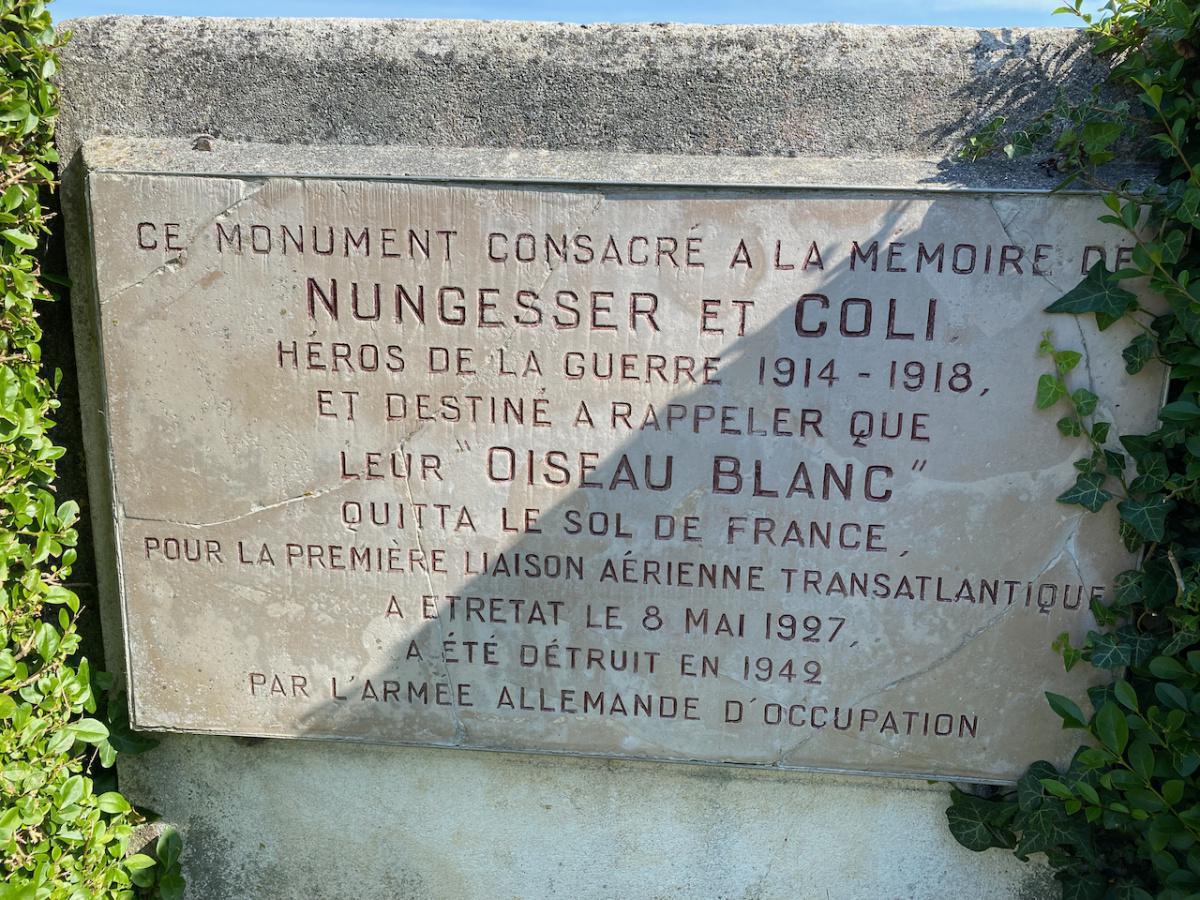 CE MONUMENT CONSACRÉ A LA MEMOIRE DE
NUNGESSER ET COLI
HÉROS DE LA GUERRE 1914 - 1918,
ET DESTINÉ A RAPPELER QUE
LEUR "OISEAU BLANC"
QUITTA LE SOL DE FRANCE,
POUR LA PREMIÈRE LIAISON AÉRIENNE TRANSATLANTIQUE
A ETRETAT LE 8 MAI 1927,
A ÉTÉ DÉTRUIT EN 1942
PAR L'ARMÉE ALLEMANDE D'OCCUPATION